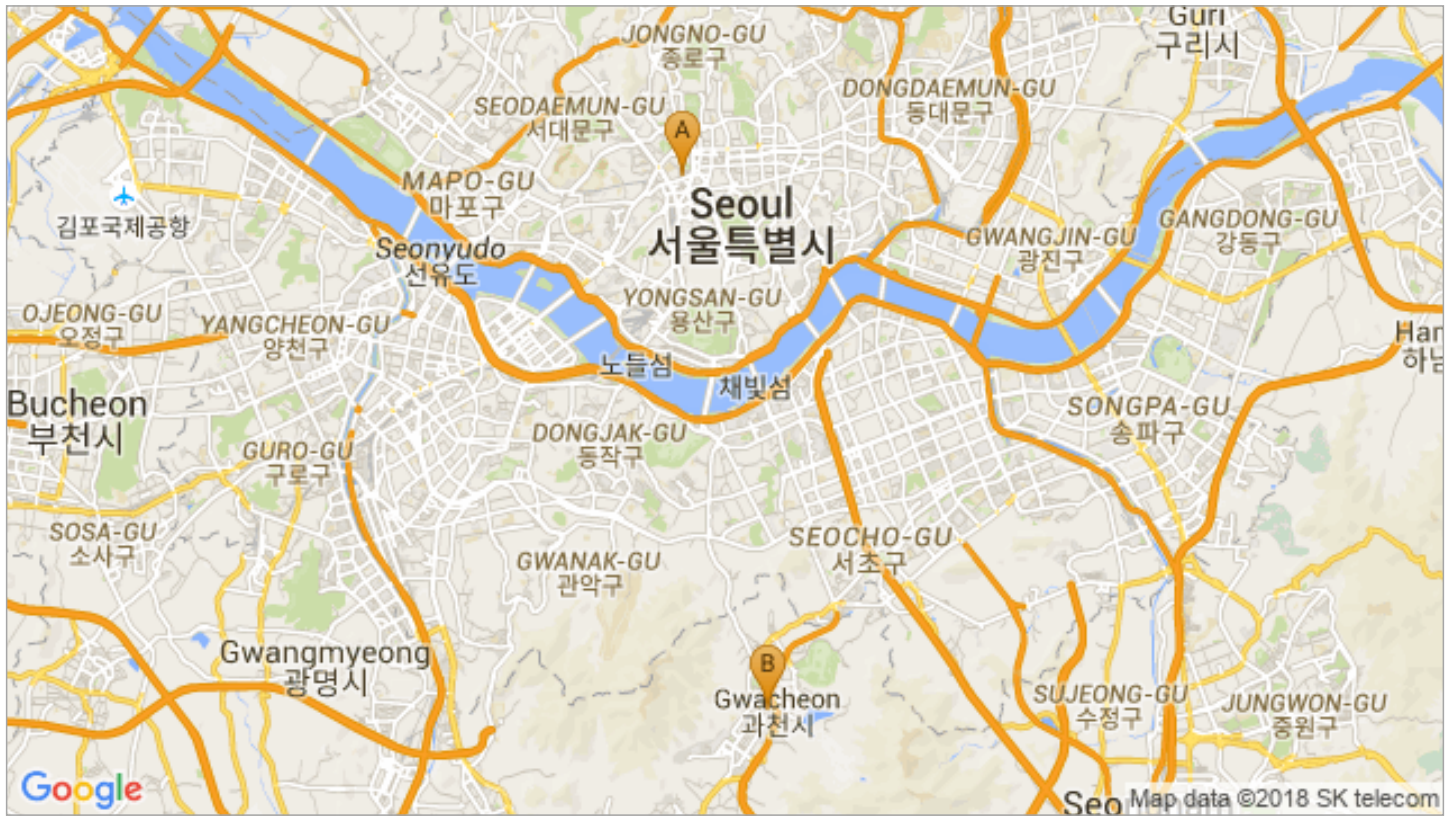 Guri
구리시
JONGNO-GU
종로구
DONGDAEMUN-GU
동대문구
SEODAEMUN-GU
서대문구
A
MAPO-GU
마포구
Seoul
서울특별시
김포국제공항
GANGDONG-GU
강동구
GWANGJIN-GU
광진구
Seonyudo
선유도
YONGSAN-GU
용산구
OJEONG-GU
오정구
YANGCHEON-GU
양천구
Han
하남
노들섬
채빛섬
Bucheon
부천시
SONGPA-GU
송파구
DONGJAK-GU
동작구
GURO-GU
구로구
SOSA-GU
소사구
SEOCHO-GU
서초구
GWANAK-GU
관악구
Gwangmyeong
광명시
B
Gwacheon
과천시
SUJEONG-GU
수정구
JUNGWON-GU
중원구
Google
Seo
Map data ©2018 SK telecom